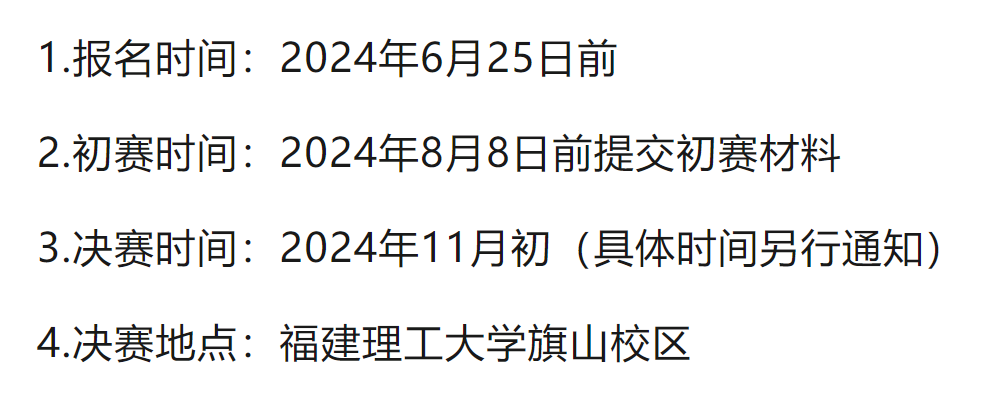 1.报名时间：2024年6月25日前
2.初赛时间：2024年8月8日前提交初赛材料
3.决赛时间：2024年11月初（具体时间另行通知）
4.决赛地点：福建理工大学旗山校区